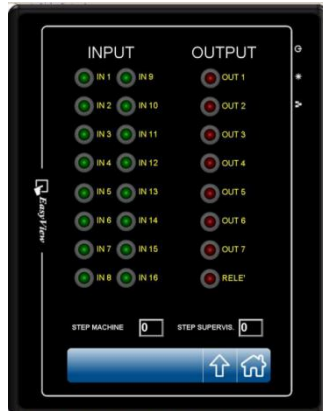 INPUT OUTPUT
IN 1 IN 9 OUT 1
IN 2 IN 10 OUT 2
IN 3 IN 11 OUT 3
IN 4 IN 12 OUT 4
IN 5 IN 13 OUT 5
IN 6 IN 14 OUT 6
IN 7 IN 15 OUT 7
IN 8 IN 16 RELE'
EasyView
STEP MACHINE 0 STEP SUPERVIS. 0